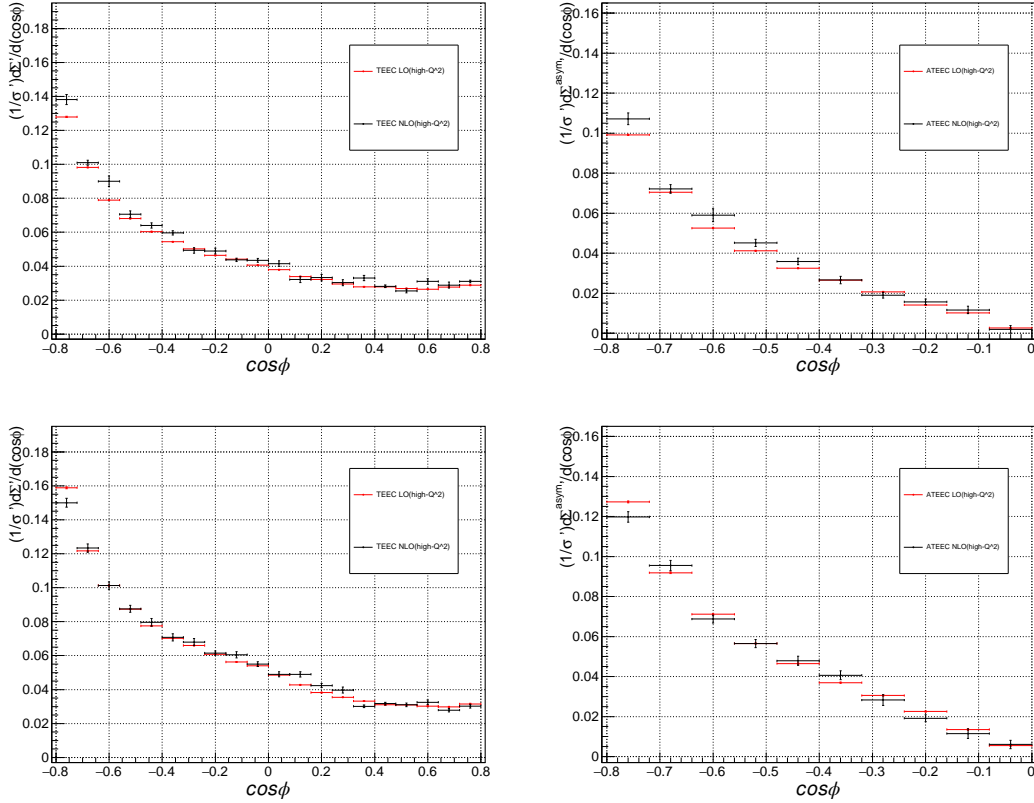 (1/σ')dΣ'/d(cosϕ)
0.18
0.16
0.14
0.12
0.1
0.08
0.06
0.04
0.02
0
−0.8 −0.6 −0.4 −0.2 0 0.2 0.4 0.6 0.8
cosϕ
TEEC LO(high-Q^2)
TEEC NLO(high-Q^2)
(1/σ')dΣ^asym'/d(cosϕ)
0.16
0.14
0.12
0.1
0.08
0.06
0.04
0.02
0
−0.8 −0.7 −0.6 −0.5 −0.4 −0.3 −0.2 −0.1 0
cosϕ
ATEEC LO(high-Q^2)
ATEEC NLO(high-Q^2)
(1/σ')dΣ'/d(cosϕ)
0.18
0.16
0.14
0.12
0.1
0.08
0.06
0.04
0.02
0
−0.8 −0.6 −0.4 −0.2 0 0.2 0.4 0.6 0.8
cosϕ
TEEC LO(high-Q^2)
TEEC NLO(high-Q^2)
(1/σ')dΣ^asym'/d(cosϕ)
0.16
0.14
0.12
0.1
0.08
0.06
0.04
0.02
0
−0.8 −0.7 −0.6 −0.5 −0.4 −0.3 −0.2 −0.1 0
cosϕ
ATEEC LO(high-Q^2)
ATEEC NLO(high-Q^2)